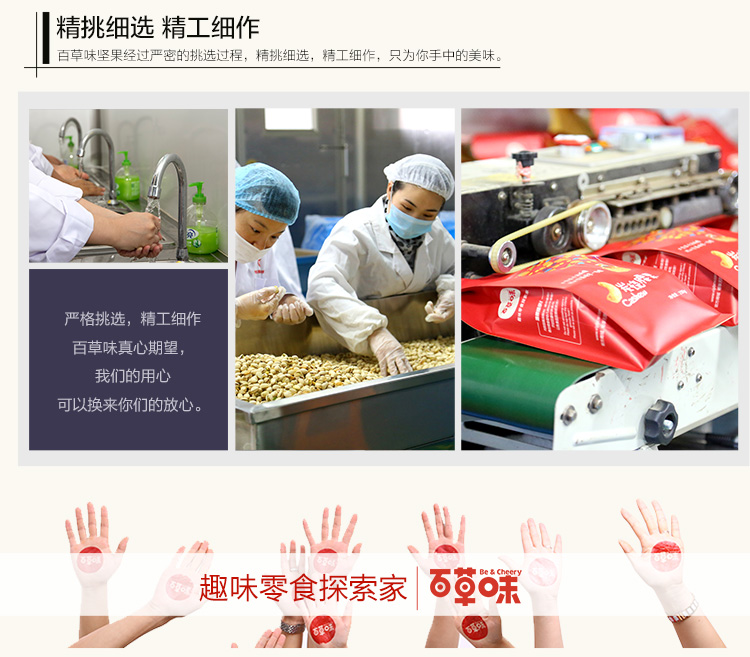 精挑细选 精工细作
百草味坚果经过严密的挑选过程，精挑细选，精工细作，只为你手中的美味。
严格挑选，精工细作
百草味真心期望，
我们的用心
可以换来你们的放心。
趣味零食探索家
Be & Cheery
百草味